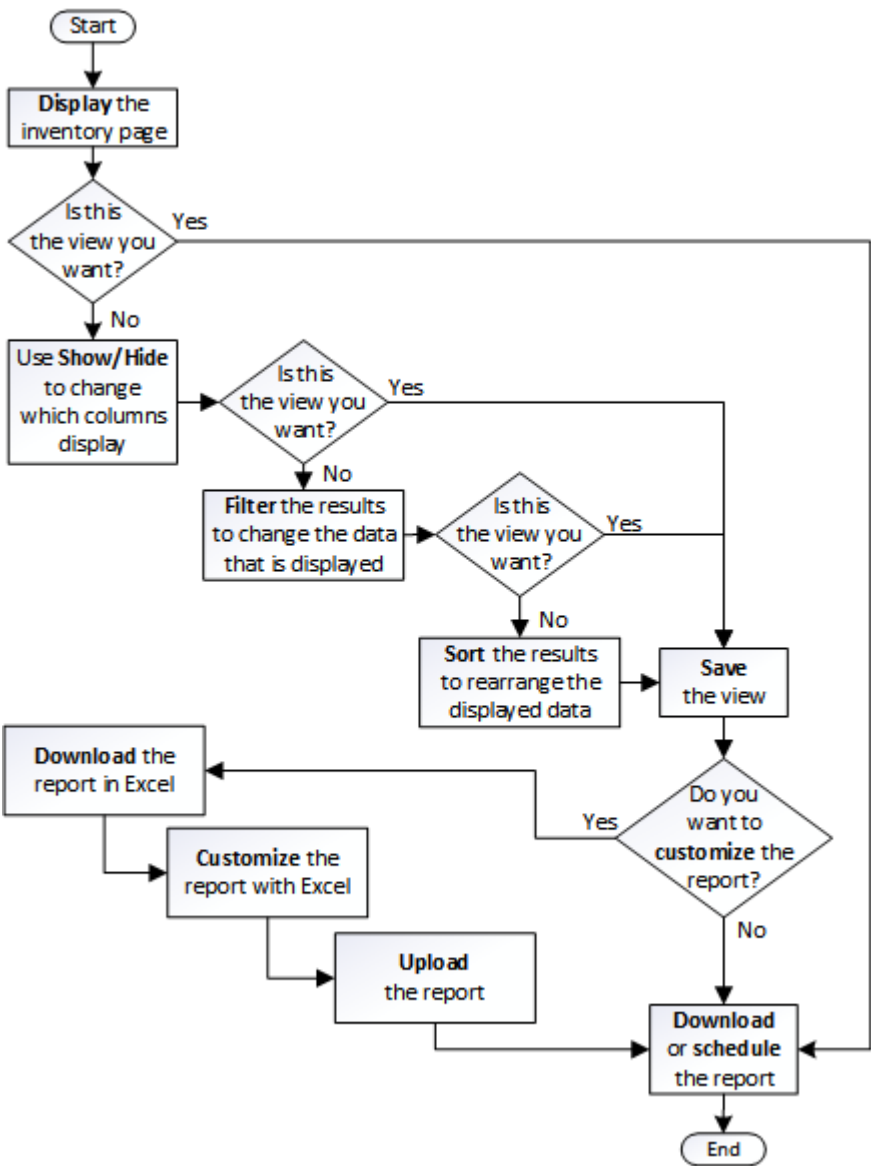 Start
Display the
inventory page
Is this
the view you
want?
Yes
No
Use Show/Hide
to change
which columns
display
Is this
the view you
want?
Yes
No
Filter the results
to change the data
that is displayed
Is this
the view you
want?
Yes
No
Sort the results
to rearrange the
displayed data
Save
the view
Do you
want to
customize the
report?
Yes
No
Download the
report in Excel
Customize the
report with Excel
Upload
the report
Download
or schedule
the report
End